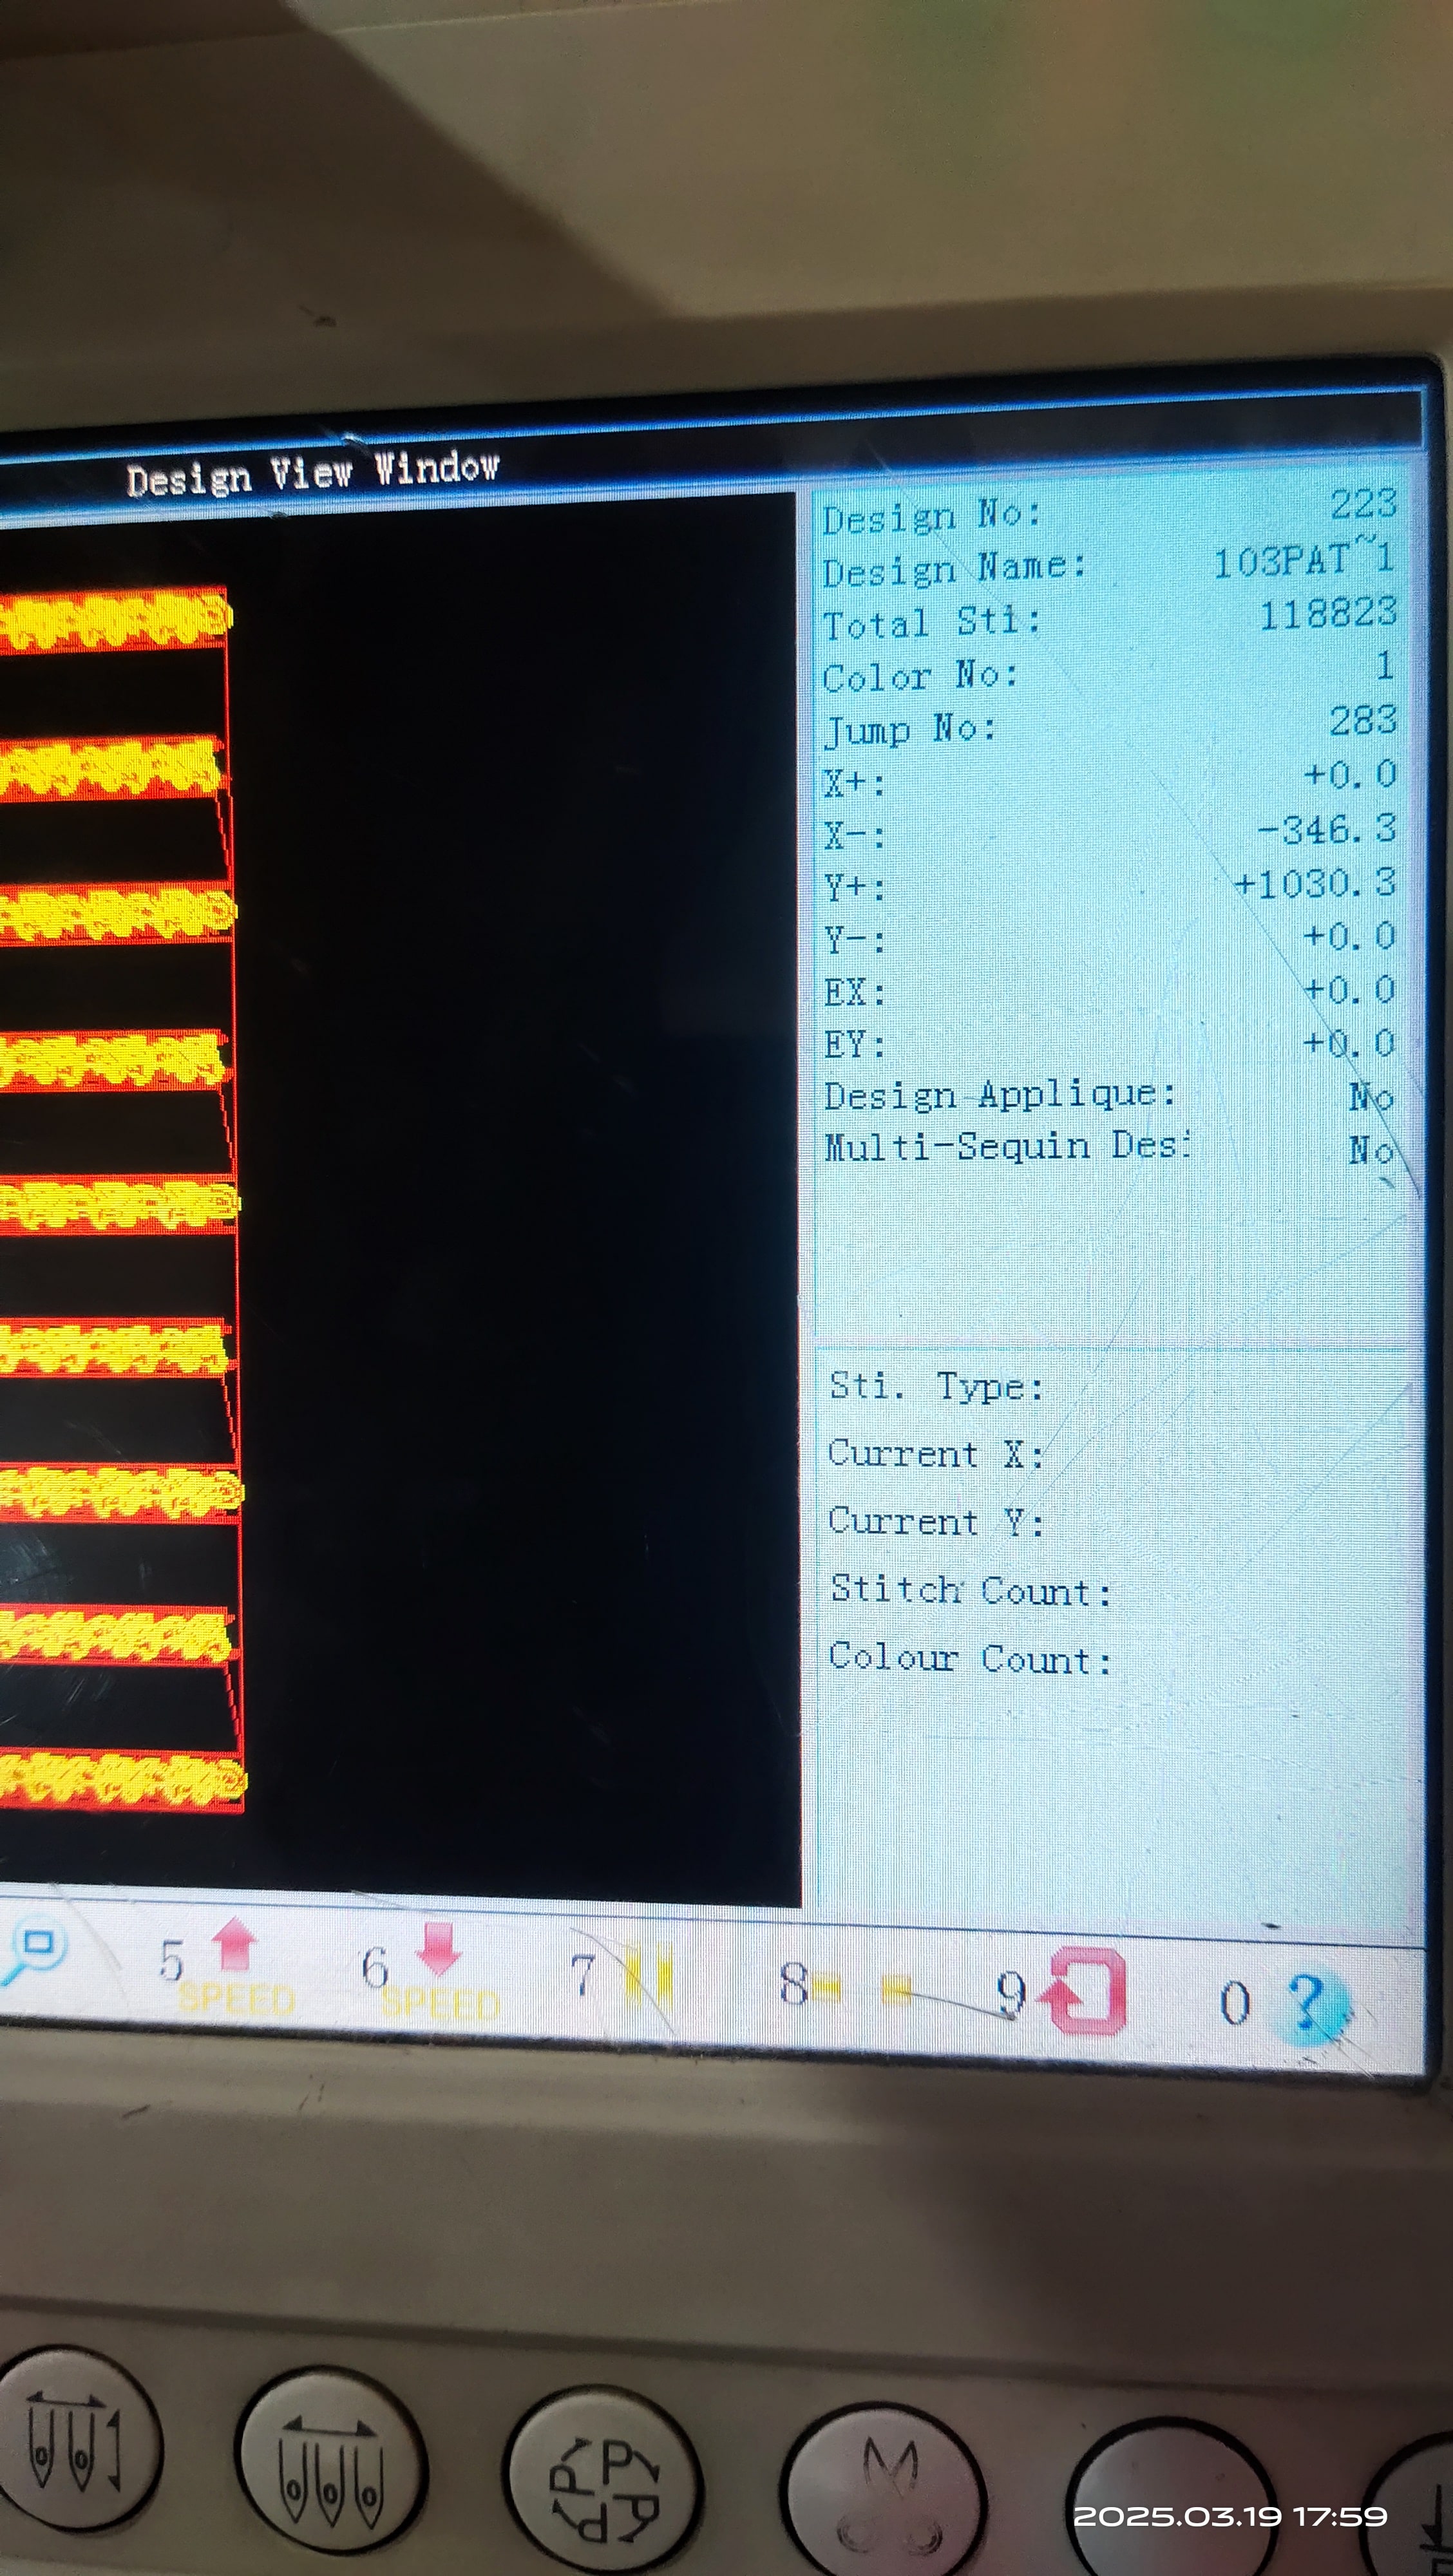 Design View Window
Design No: 223
Design Name: 103PAT~1
Total Sti: 118823
Color No: 1
Jump No: 283
X+: +0.0
X-: -346.3
Y+: +1030.3
Y-: +0.0
EX: +0.0
EY: +0.0
Design Applique: No
Multi-Sequin Des: No
Sti. Type:
Current X:
Current Y:
Stitch Count:
Colour Count:
5 SPEED 6 SPEED 7 8 9 0 ?
P P P P
2025.03.19 17:59